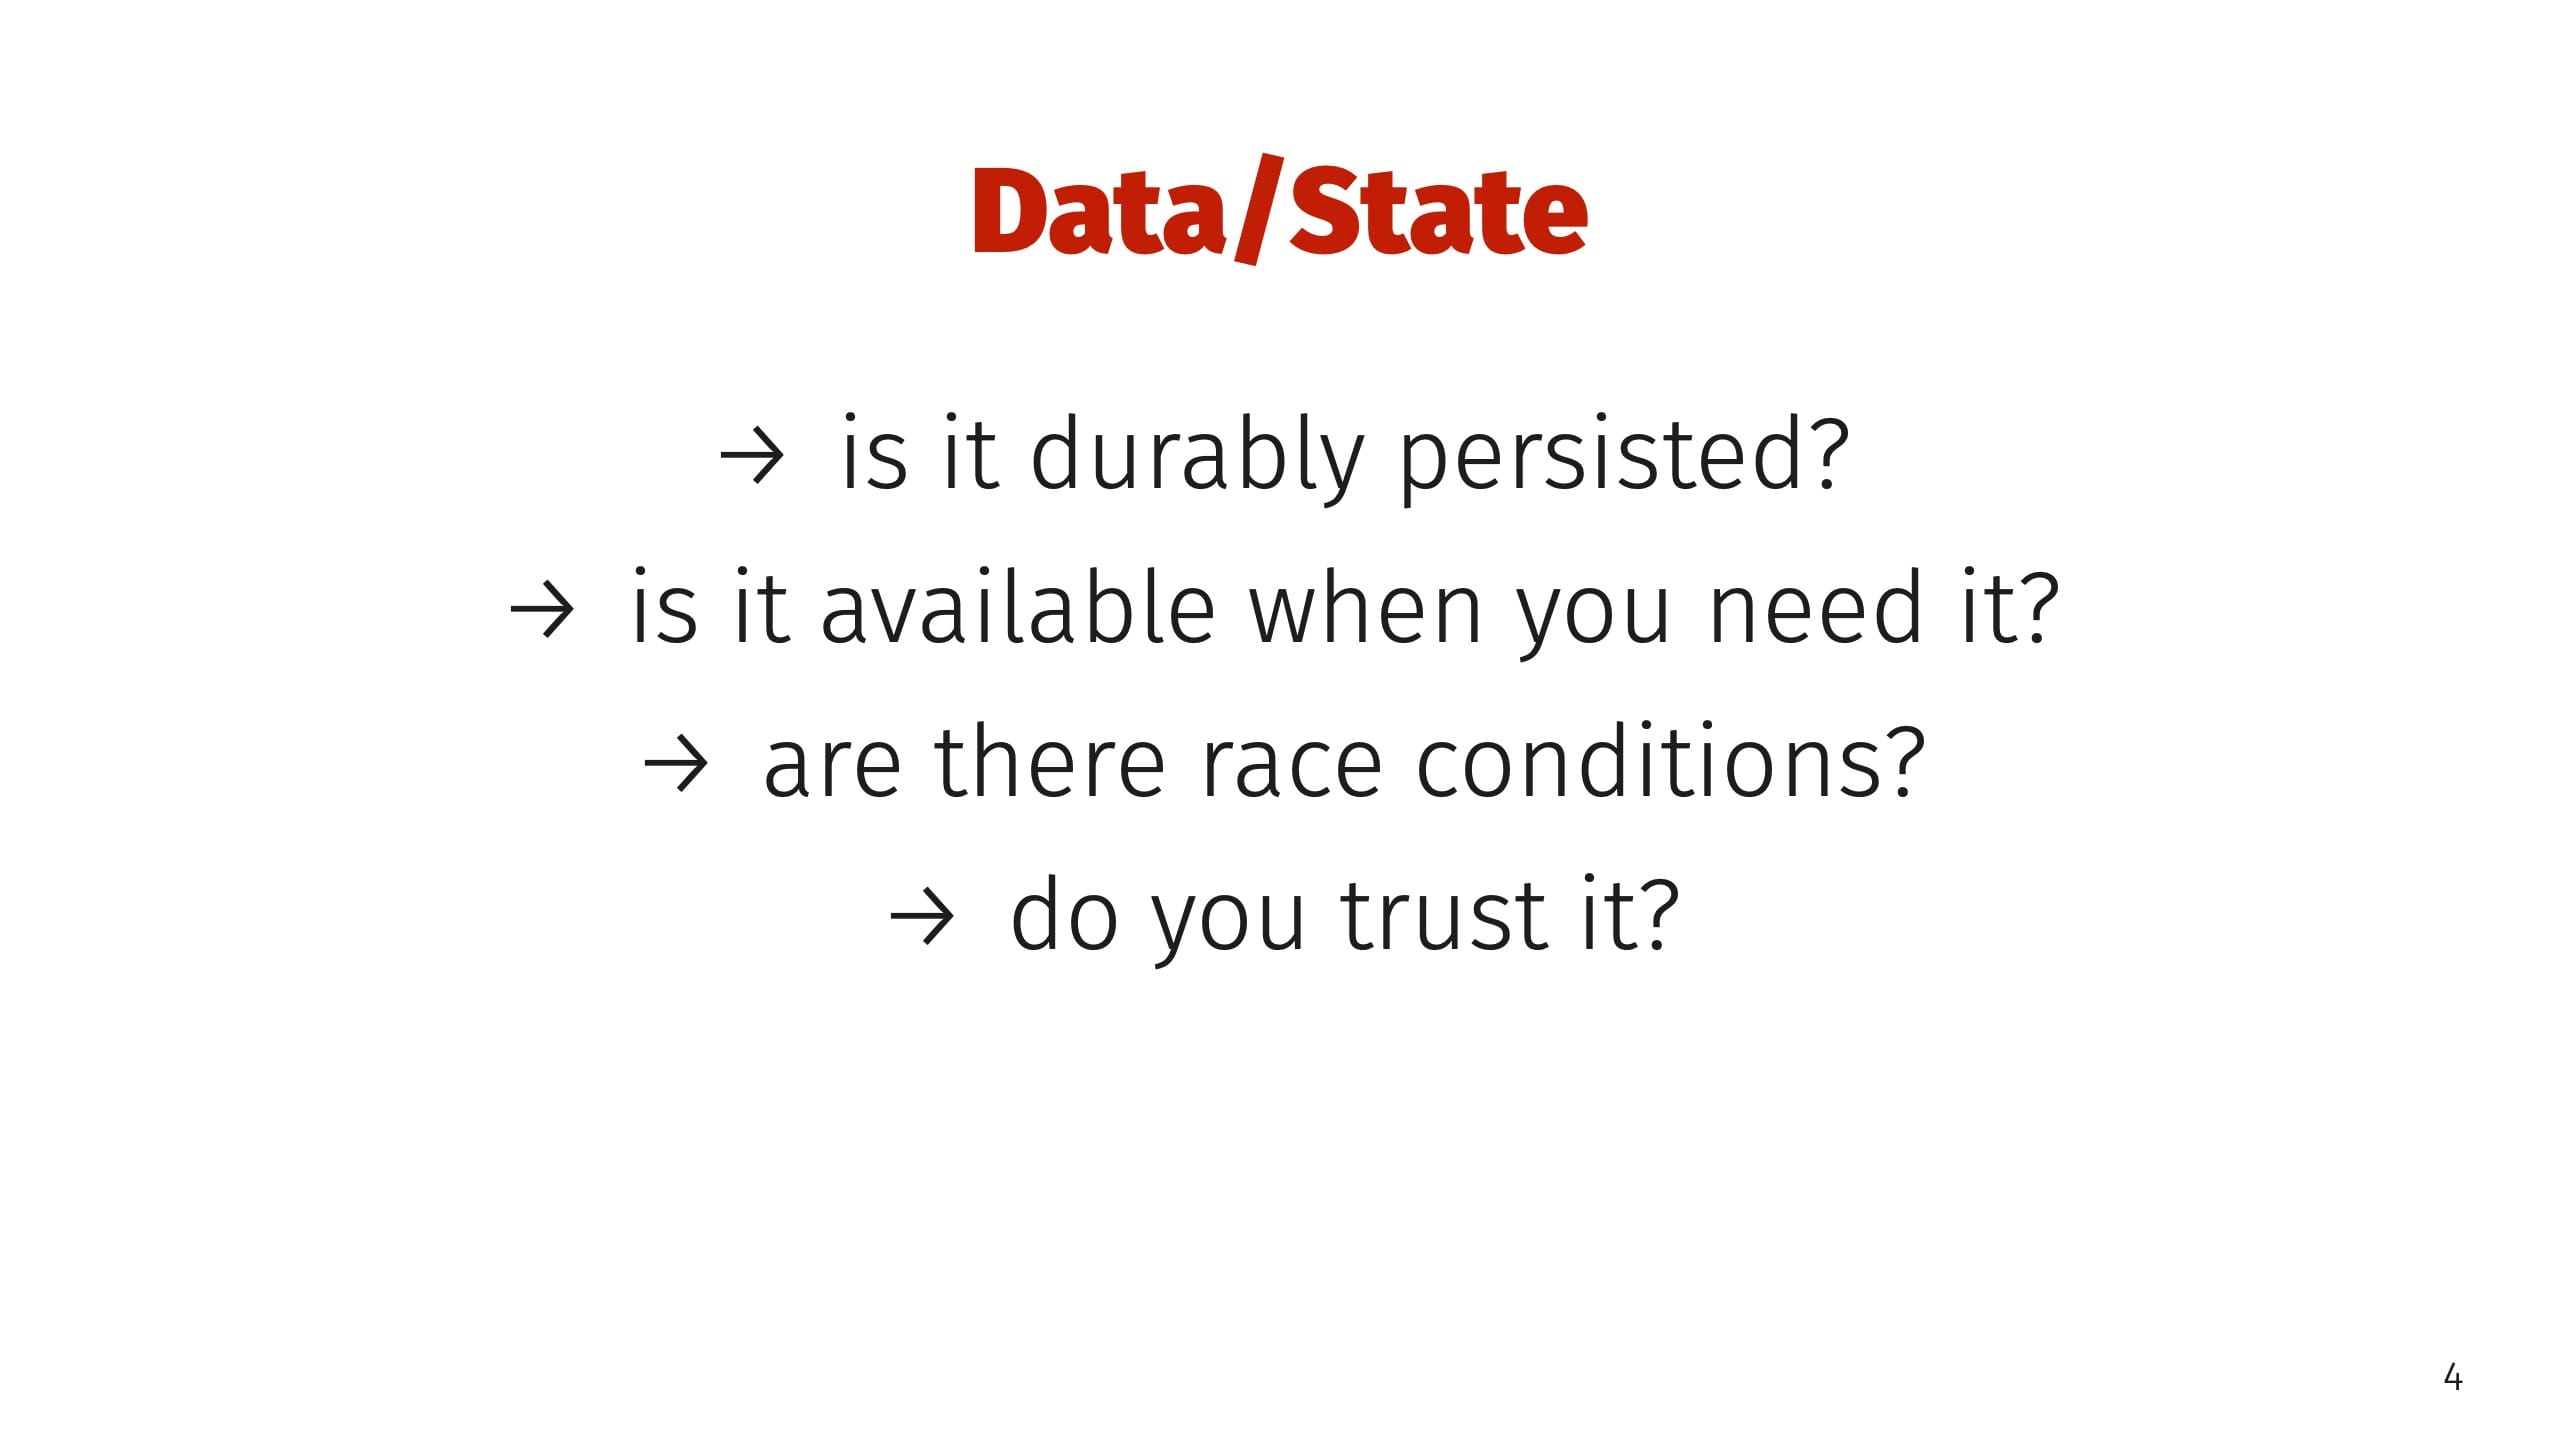 Data/State
→ is it durably persisted?
→ is it available when you need it?
→ are there race conditions?
→ do you trust it?
4